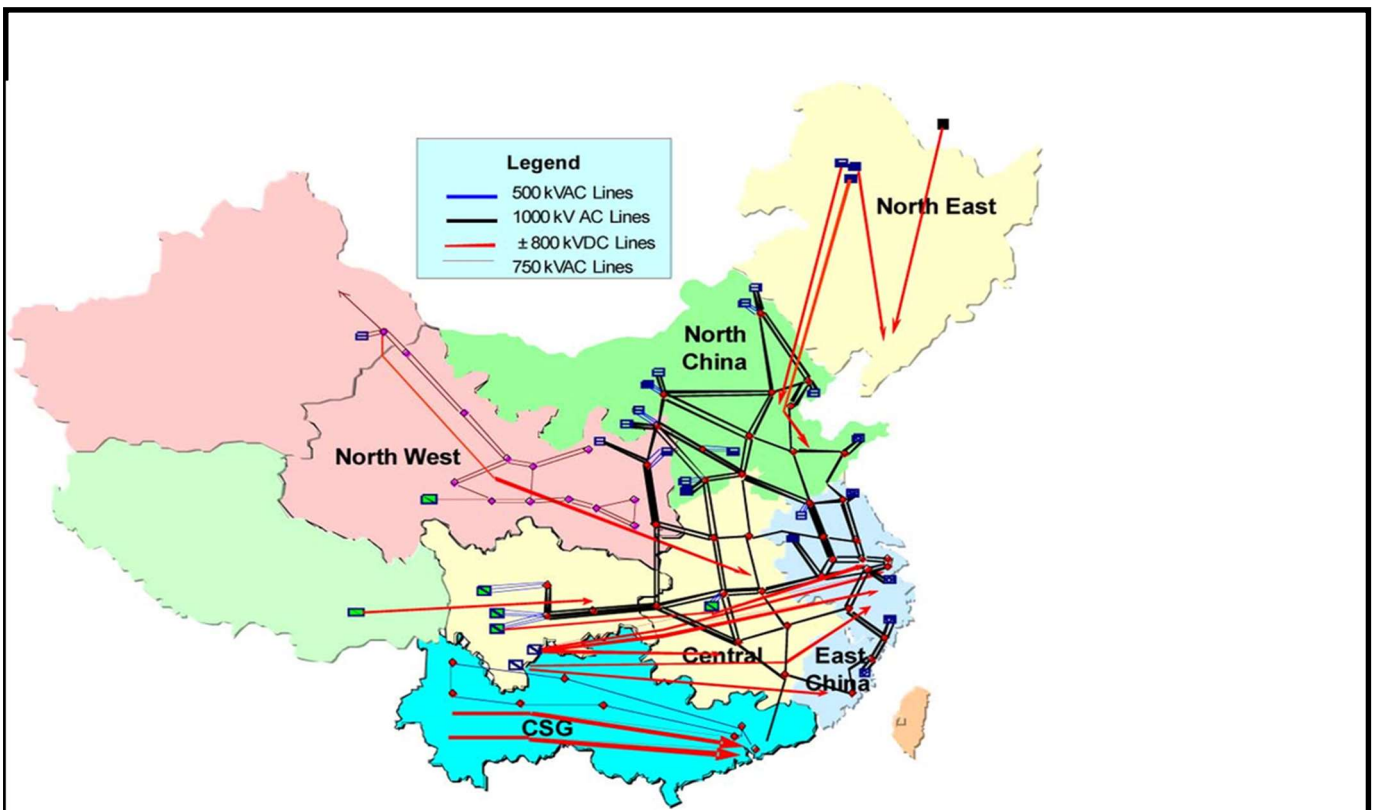 Legend
500 kVAC Lines
1000 kV AC Lines
± 800 kVDC Lines
750 kVAC Lines
North East
North
China
North West
Central
East
China
CSG